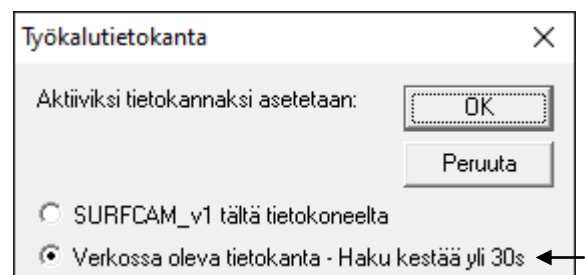 Työkalutietokanta
Aktiiviksi tietokannaksi asetetaan:
OK
Peruuta
SURFCAM_v1 tältä tietokoneelta
Verkossa oleva tietokanta - Haku kestää yli 30s